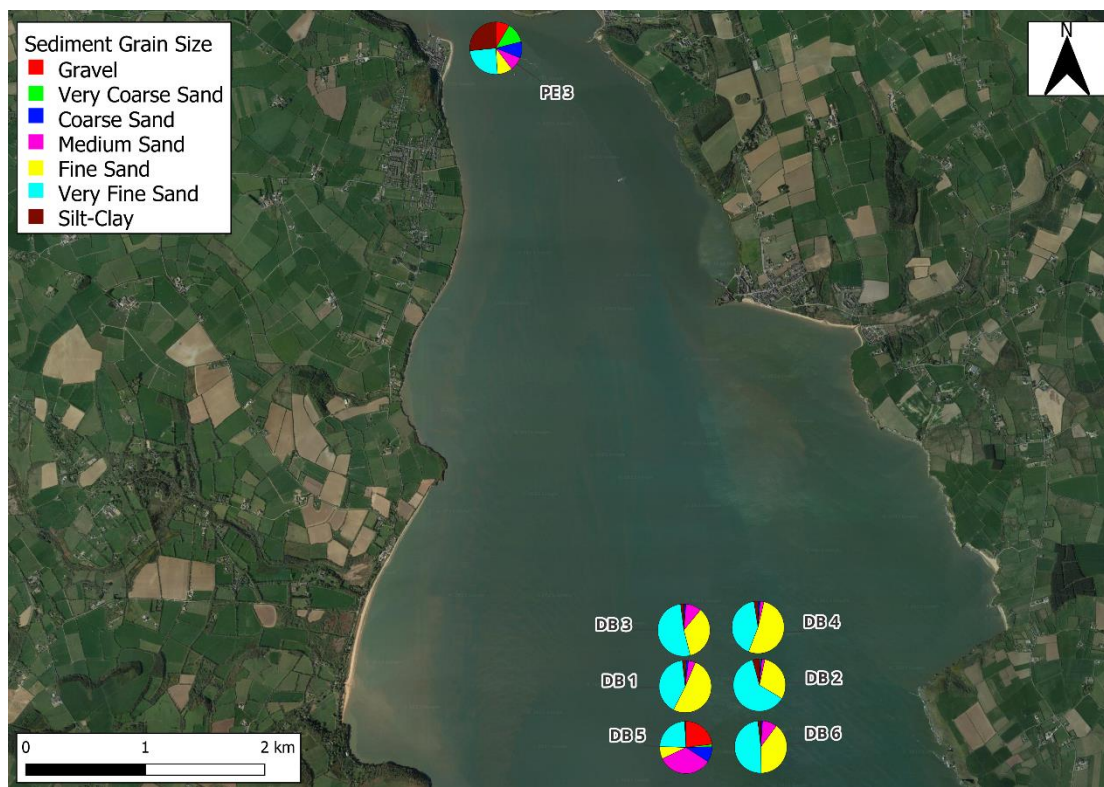 Sediment Grain Size
Gravel
Very Coarse Sand
Coarse Sand
Medium Sand
Fine Sand
Very Fine Sand
Silt-Clay
N
PE 3
DB 3
DB 4
DB 1
DB 2
DB 5
DB 6
0 1 2 km